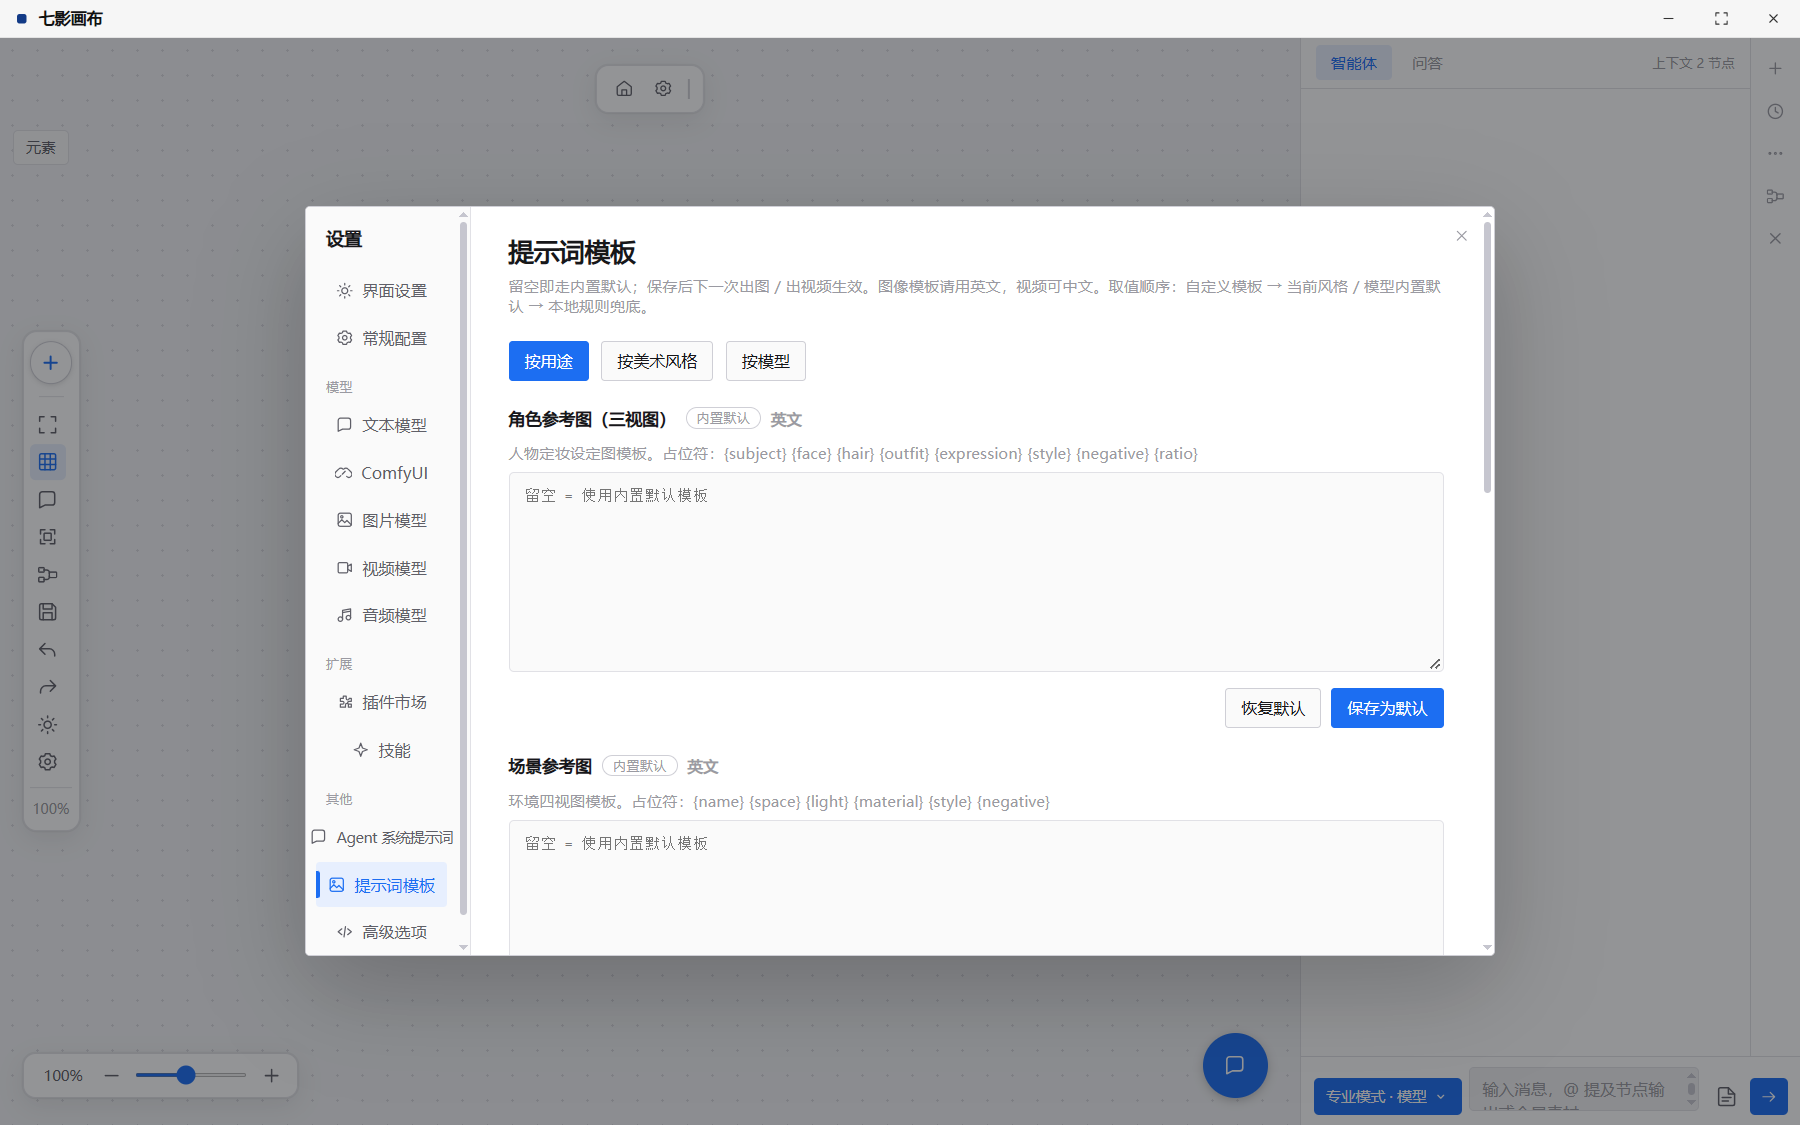 七影画布
智能体
问答
上下文 2 节点
元素
设置
界面设置
常规配置
模型
文本模型
ComfyUI
图片模型
视频模型
音频模型
扩展
插件市场
技能
其他
Agent 系统提示词
提示词模板
高级选项
提示词模板
留空即走内置默认；保存后下一次出图 / 出视频生效。图像模板请用英文，视频可中文。取值顺序：自定义模板 → 当前风格 / 模型内置默
认 → 本地规则兜底。
按用途
按美术风格
按模型
角色参考图（三视图）
内置默认
英文
人物定妆设定图模板。占位符：{subject} {face} {hair} {outfit} {expression} {style} {negative} {ratio}
留空 = 使用内置默认模板
恢复默认
保存为默认
场景参考图
内置默认
英文
环境四视图模板。占位符：{name} {space} {light} {material} {style} {negative}
留空 = 使用内置默认模板
100%
100%
专业模式 · 模型
输入消息，@ 提及节点输